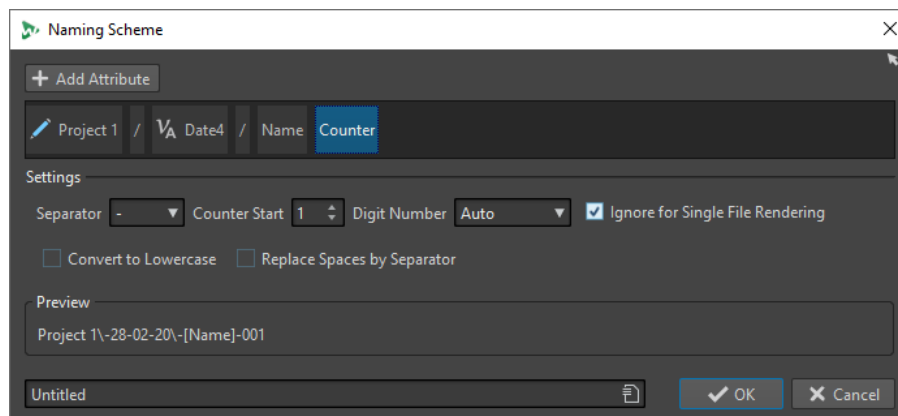 Naming Scheme
Add Attribute
Project 1 / VA Date4 / Name Counter
Settings
Separator - Counter Start 1 Digit Number Auto Ignore for Single File Rendering
Convert to Lowercase Replace Spaces by Separator
Preview
Project 1\-28-02-20\-[Name]-001
Untitled OK Cancel